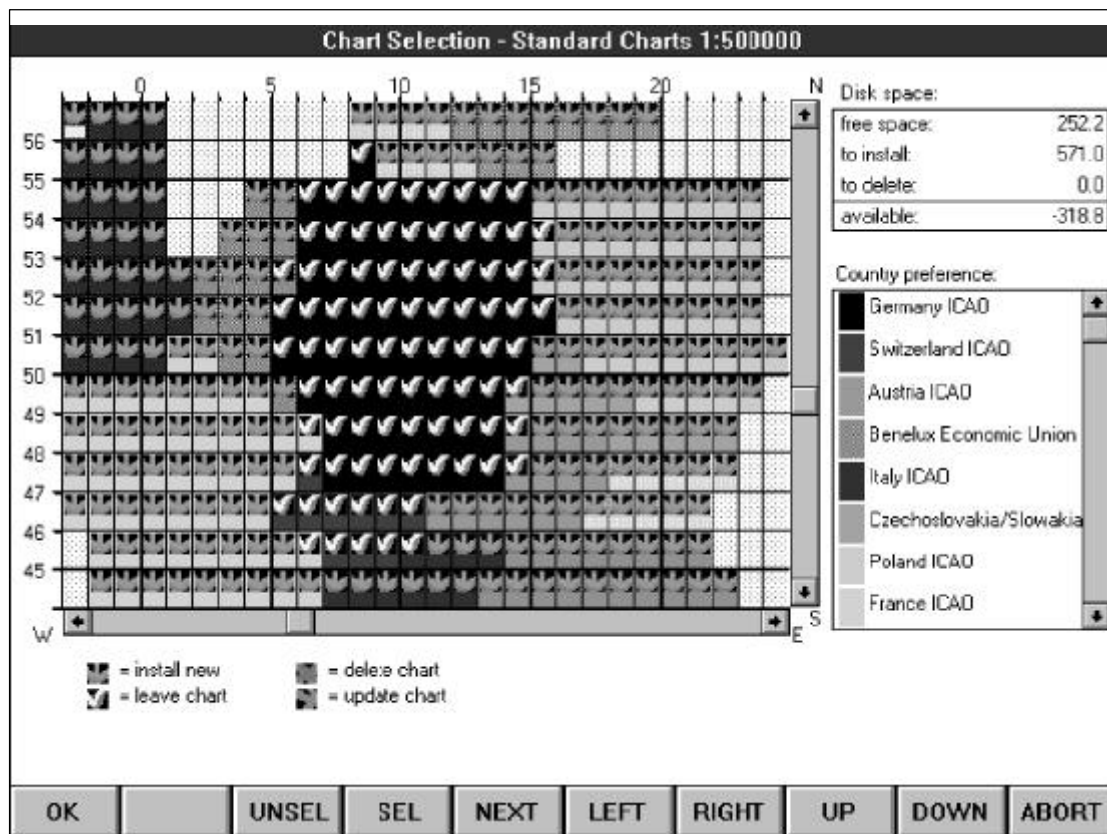 Chart Selection - Standard Charts 1:500000
0 5 10 15 20 N
56
55
54
53
52
51
50
49
48
47
46
45
W E S
Disk space:
free space: 252.2
to install: 571.0
to delete: 0.0
available: -318.8
Country preference:
Germany ICAO
Switzerland ICAO
Austria ICAO
Benelux Economic Union
Italy ICAO
Czechoslovakia/Slowakia
Poland ICAO
France ICAO
= install new = delete chart
= leave chart = update chart
OK UNSEL SEL NEXT LEFT RIGHT UP DOWN ABORT